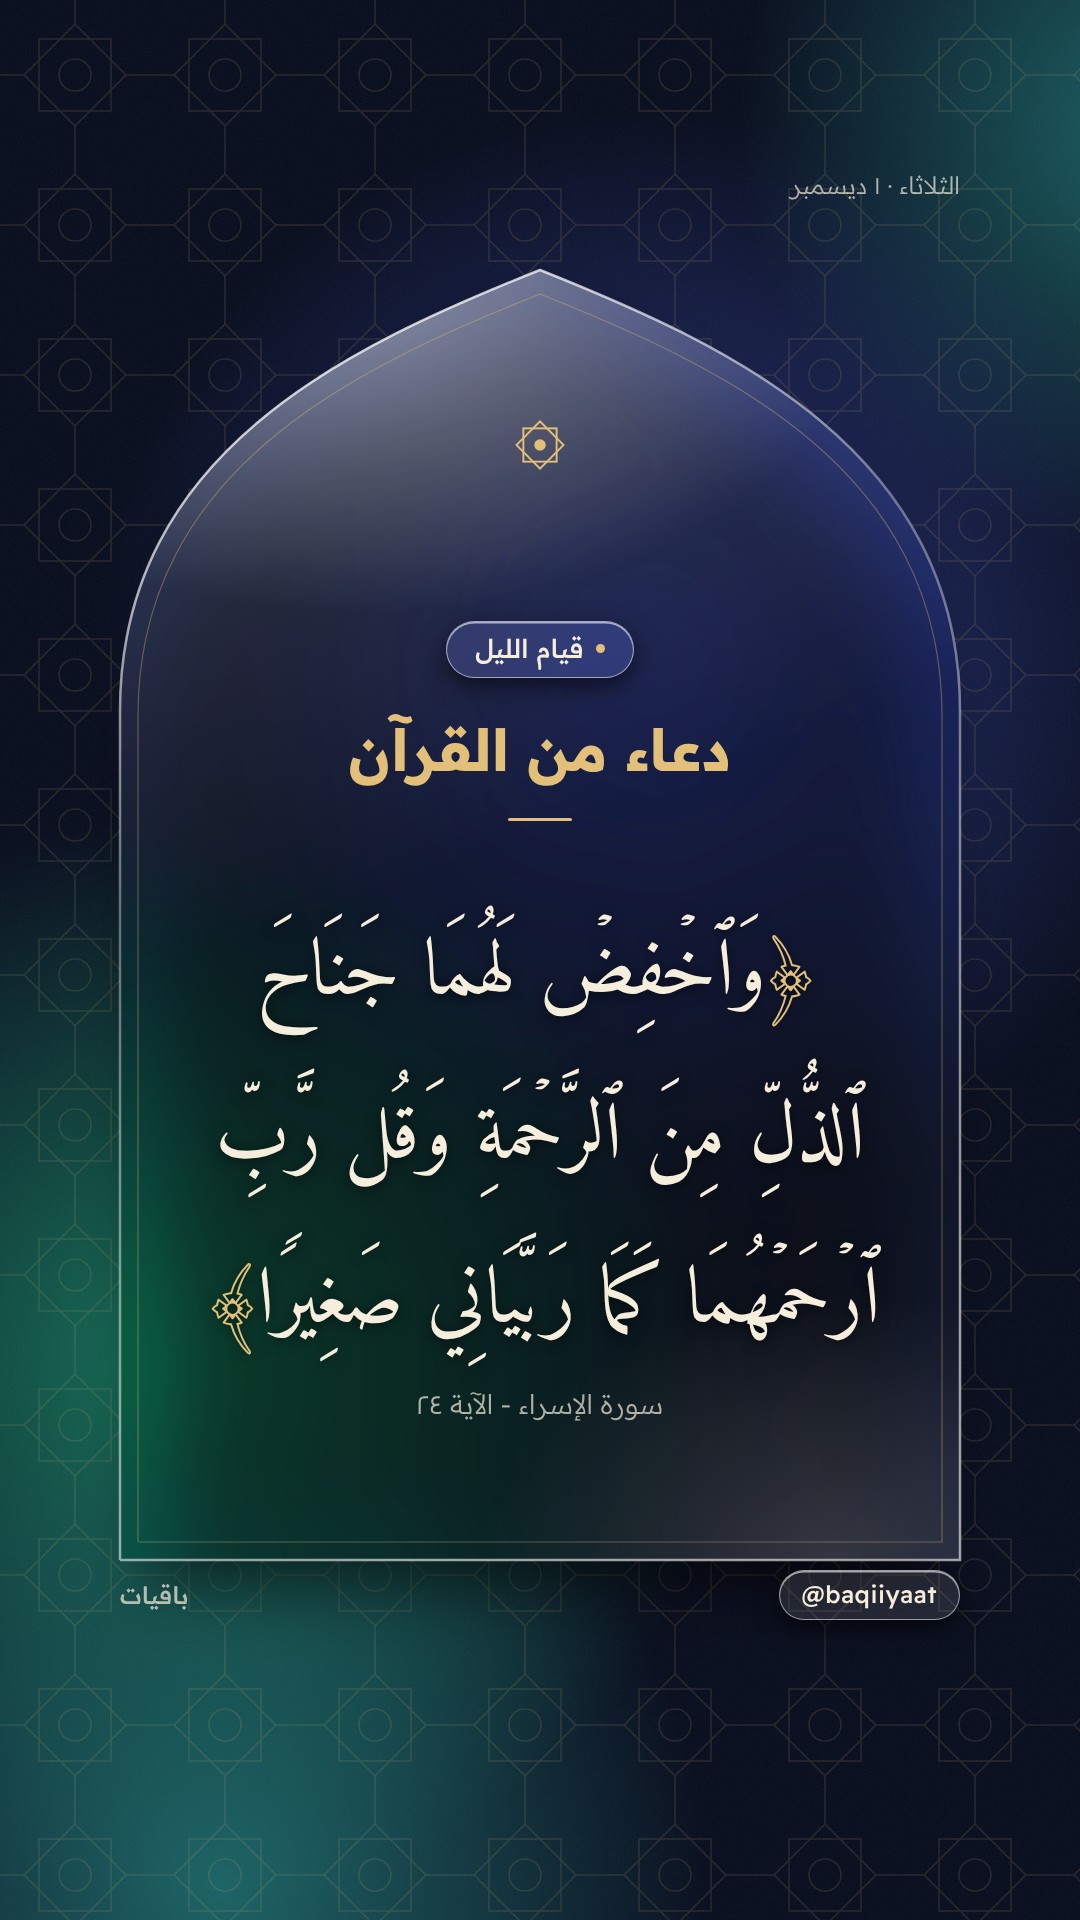 الثلاثاء · ١ ديسمبر
قيام الليل
دعاء من القرآن
﴿وَٱخۡفِضۡ لَهُمَا جَنَاحَ
ٱلذُّلِّ مِنَ ٱلرَّحۡمَةِ وَقُل رَّبِّ
ٱرۡحَمۡهُمَا كَمَا رَبَّيَانِي صَغِيرًا﴾
سورة الإسراء - الآية ٢٤
@baqiiyaat
باقيات